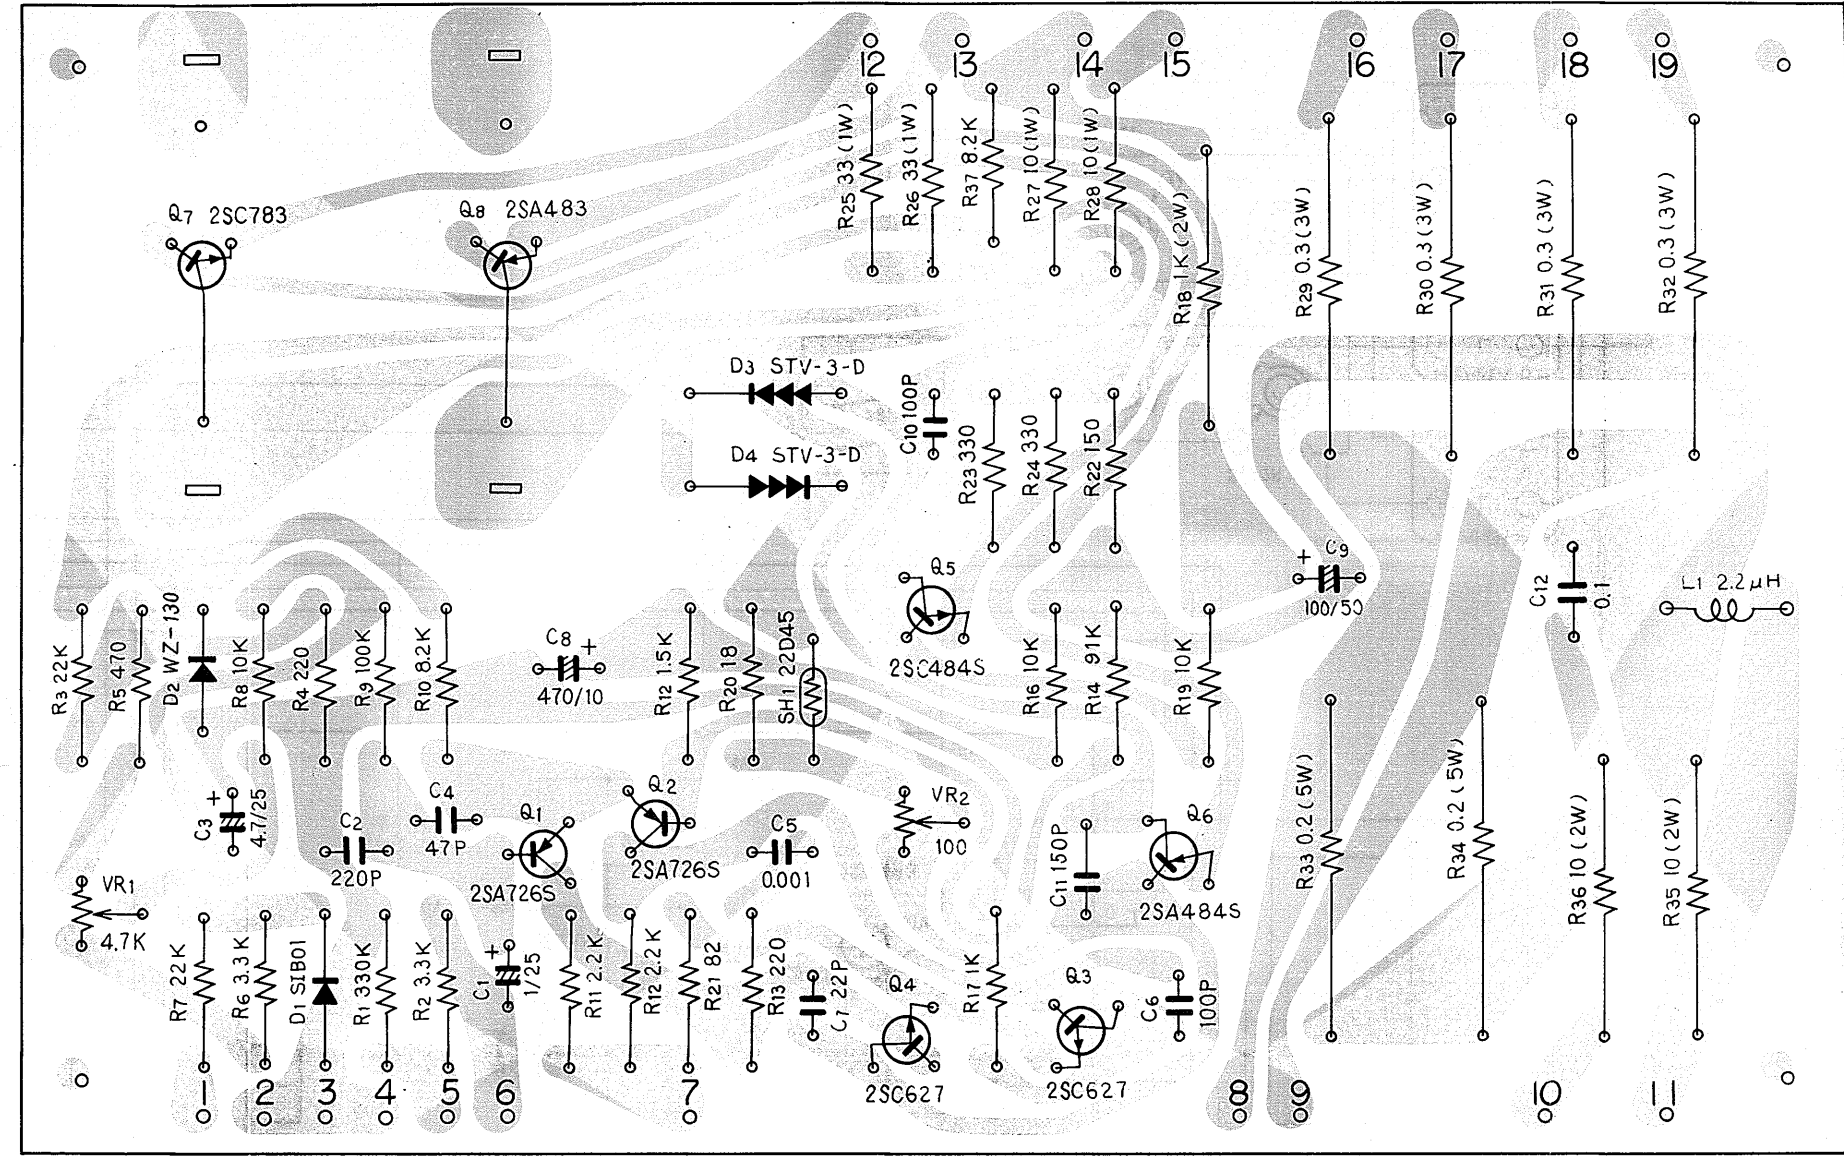 12 13 14 15 16 17 18 19
R25 33 (1W)
R26 33 (1W)
R37 8.2K
R27 10 (1W)
R28 10 (1W)
R18 1K (2W)
R29 0.3 (3W)
R30 0.3 (3W)
R31 0.3 (3W)
R32 0.3 (3W)
Q7 2SC783
Q8 2SA483
D3 STV-3-D
D4 STV-3-D
C10 100P
R23 330
R24 330
R22 150
Q5
2SC484S
+ C9
100/50
C12
0.1
L1 2.2μH
R3 22K
R5 470
D2 WZ-130
R8 10K
R4 220
R9 100K
R10 8.2K
C8 +
470/10
R12 1.5K
R20 18
SH1 22D45
R16 10K
R14 91K
R19 10K
C3 +
4.7/25
C2
220P
C4
47P
Q1
2SA726S
Q2
2SA726S
C5
0.001
VR2
100
C11 150P
Q6
2SA484S
R33 0.2 (5W)
R34 0.2 (5W)
R36 10 (2W)
R35 10 (2W)
VR1
4.7K
R7 22K
R6 3.3K
D1 SIB01
R1 330K
R2 3.3K
C1 +
1/25
R11 2.2K
R12 2.2K
R21 82
R13 220
C7 22P
Q4
2SC627
R17 1K
Q3
2SC627
C6
100P
1 2 3 4 5 6 7 8 9 10 11